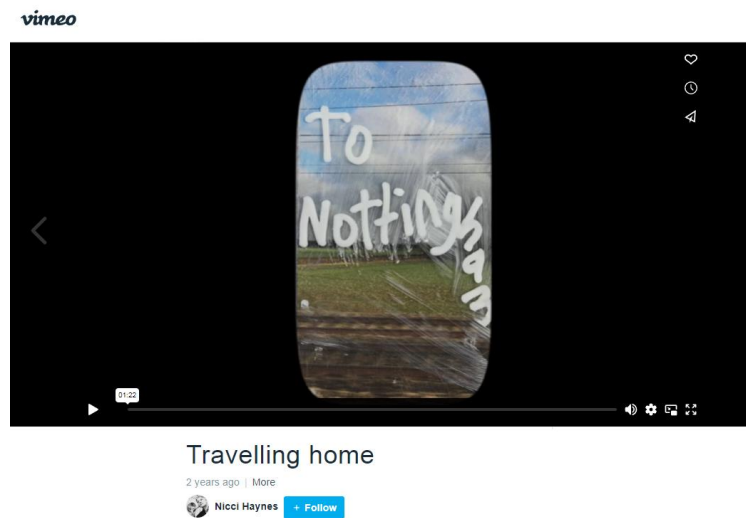 vimeo
To
Nottingham
01:22
Travelling home
2 years ago | More
Nicci Haynes + Follow